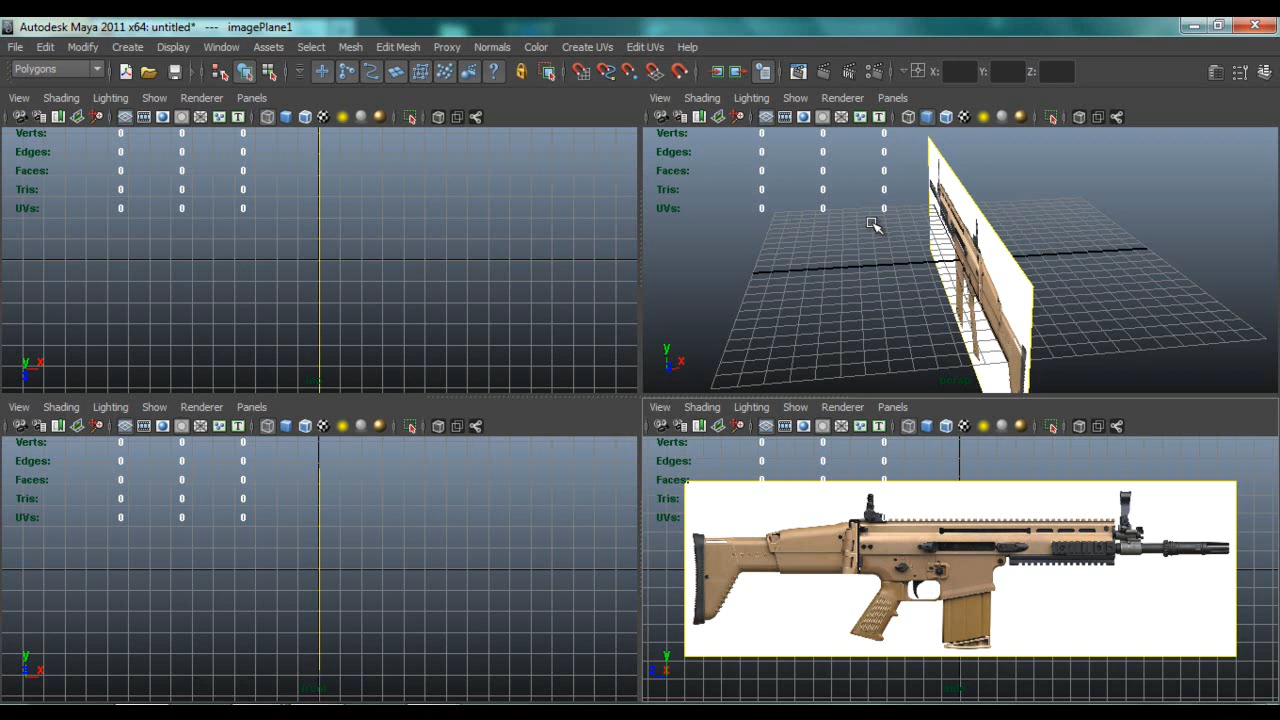 Autodesk Maya 2011 x64: untitled* --- imagePlane1
File Edit Modify Create Display Window Assets Select Mesh Edit Mesh Proxy Normals Color Create UVs Edit UVs Help
Polygons X: Y: Z:
View Shading Lighting Show Renderer Panels
Verts: 0 0 0
Edges: 0 0 0
Faces: 0 0 0
Tris: 0 0 0
UVs: 0 0 0
y x
View Shading Lighting Show Renderer Panels
Verts: 0 0 0
Edges: 0 0 0
Faces: 0 0 0
Tris: 0 0 0
UVs: 0 0 0
y x
persp
View Shading Lighting Show Renderer Panels
Verts: 0 0 0
Edges: 0 0 0
Faces: 0 0 0
Tris: 0 0 0
UVs: 0 0 0
y x
front
View Shading Lighting Show Renderer Panels
Verts: 0 0 0
Edges: 0 0 0
Faces: 0 0 0
Tris:
UVs: 0
y
z x